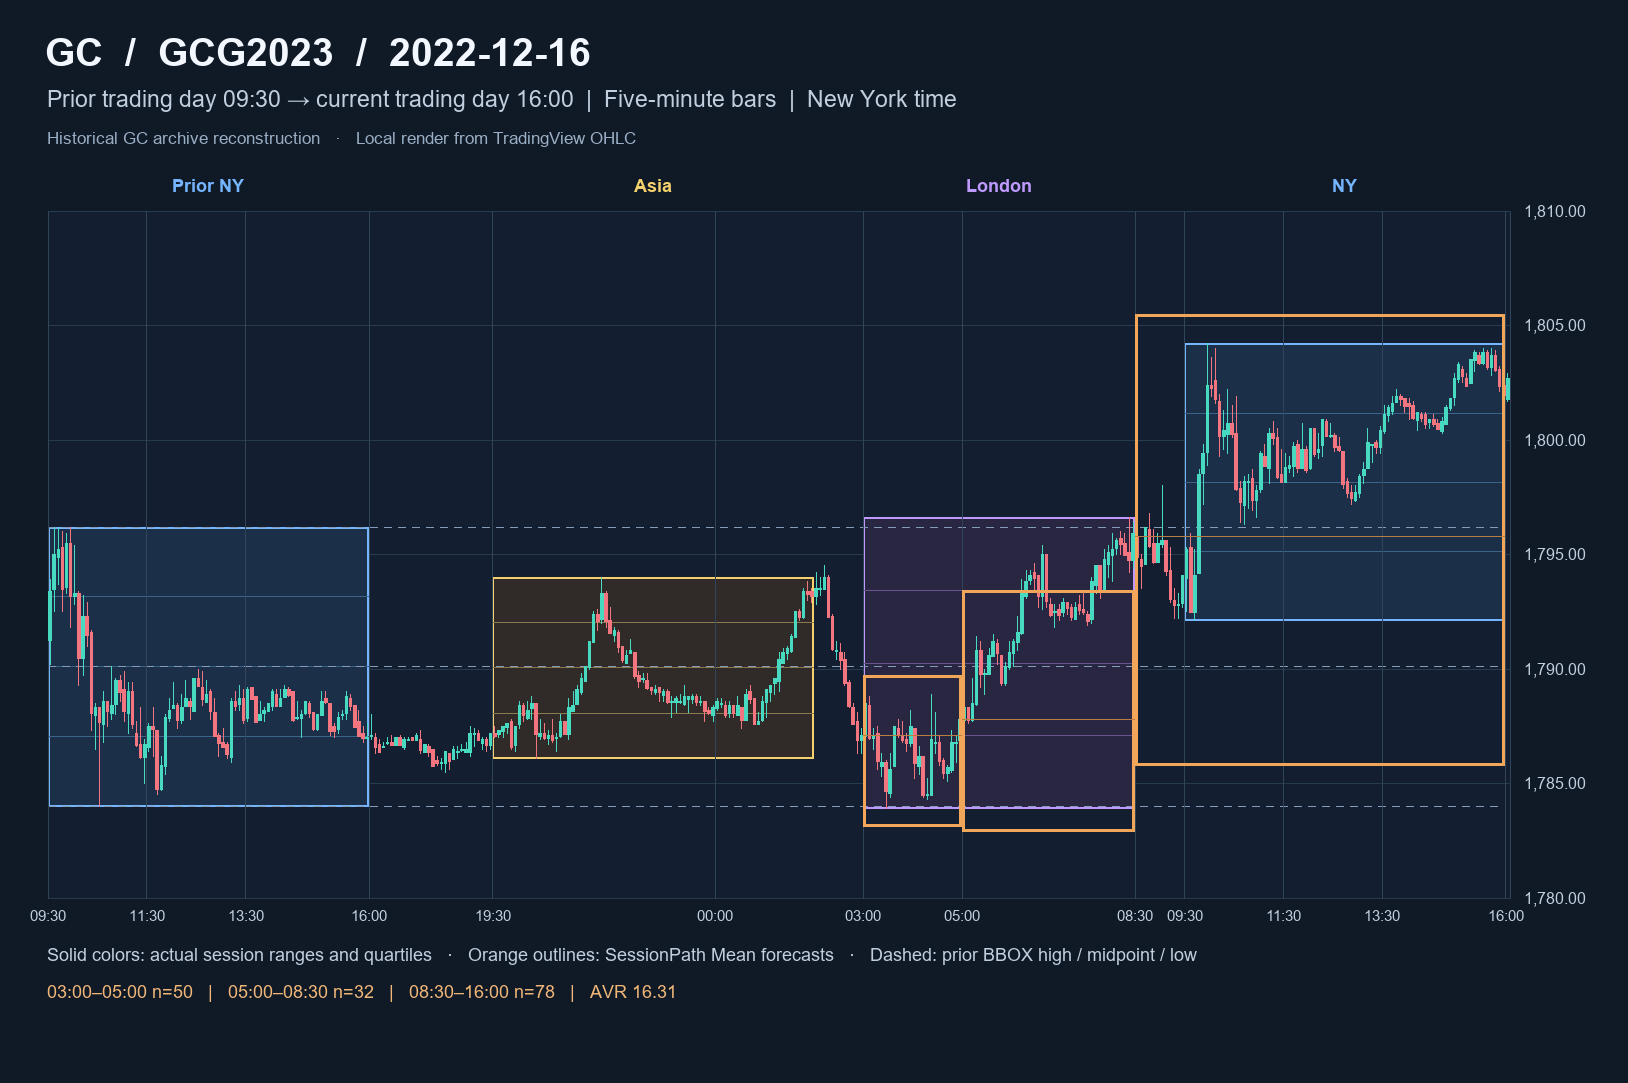 GC / GCG2023 / 2022-12-16
Prior trading day 09:30 → current trading day 16:00 | Five-minute bars | New York time
Historical GC archive reconstruction · Local render from TradingView OHLC
Prior NY Asia London NY
1,810.00
1,805.00
1,800.00
1,795.00
1,790.00
1,785.00
1,780.00
09:30 11:30 13:30 16:00 19:30 00:00 03:00 05:00 08:30 09:30 11:30 13:30 16:00
Solid colors: actual session ranges and quartiles · Orange outlines: SessionPath Mean forecasts · Dashed: prior BBOX high / midpoint / low
03:00–05:00 n=50 | 05:00–08:30 n=32 | 08:30–16:00 n=78 | AVR 16.31